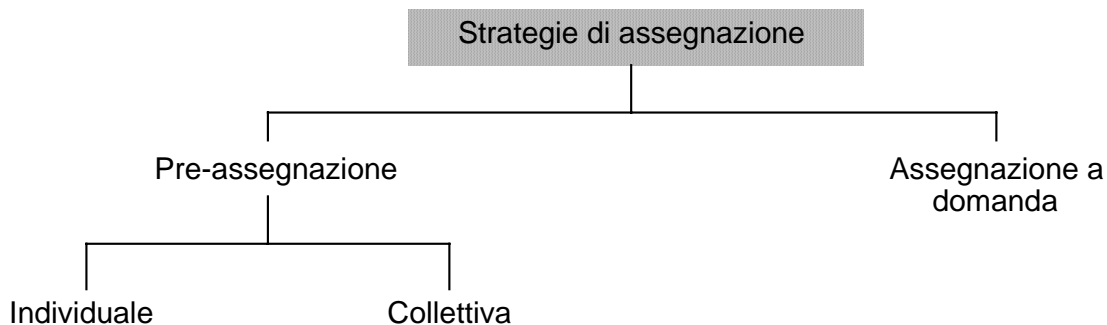 Strategie di assegnazione
Pre-assegnazione
Assegnazione a
domanda
Individuale
Collettiva